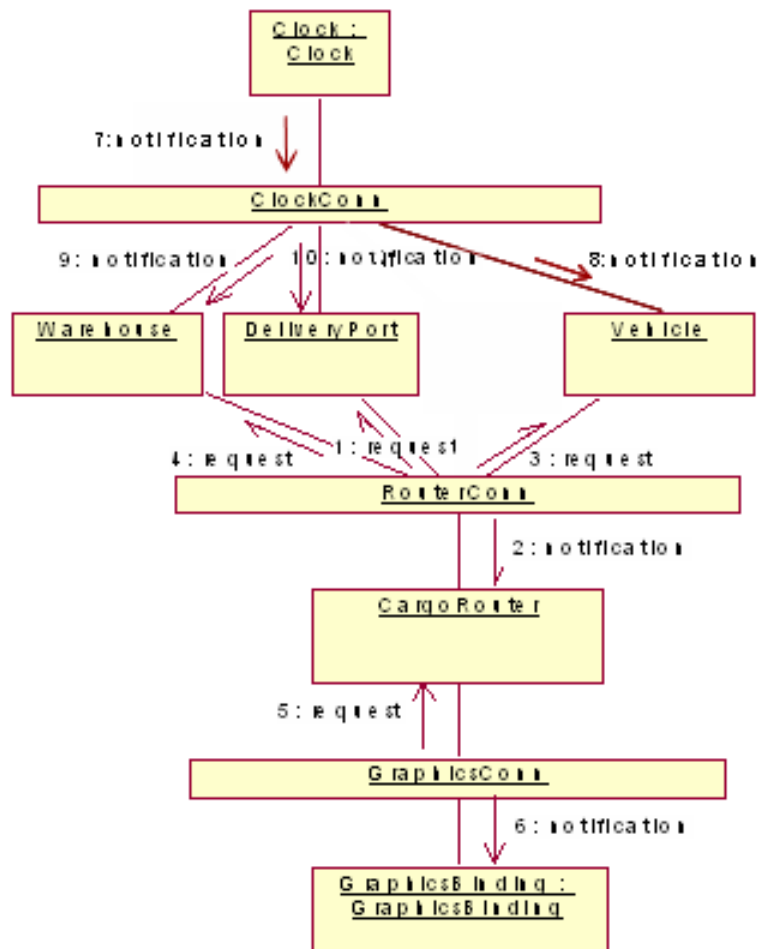 Clock :
Clock
7:notification
ClockConn
9: notification
10: notification
8:notification
Warehouse
DeliveryPort
Vehicle
4: request
1: request
3: request
RouterConn
2: notification
CargoRouter
5: request
GraphicsConn
6: notification
GraphicsBinding :
GraphicsBinding